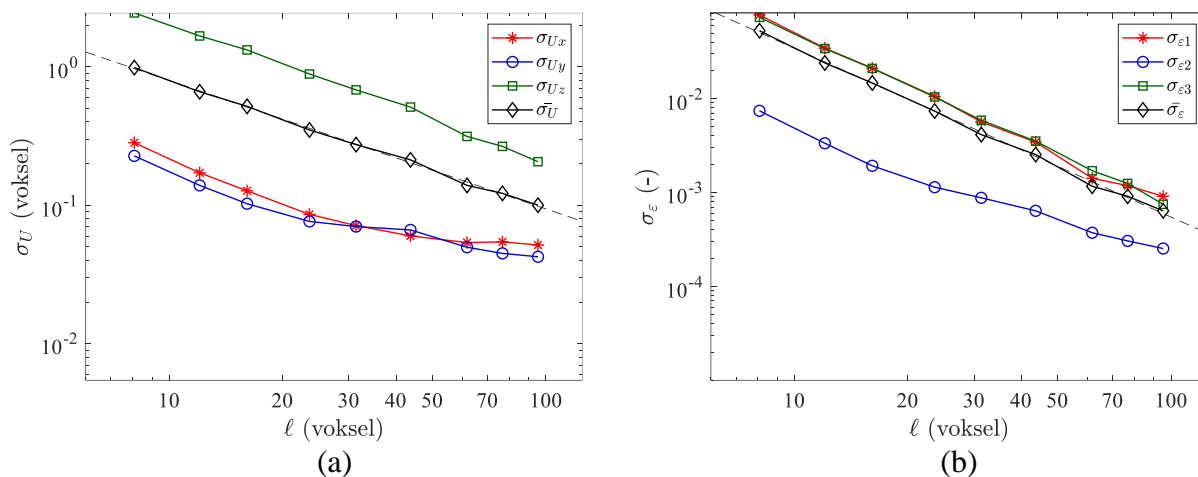 10^0
10^-1
10^-2
σ_U (voksel)
10 20 30 40 50 70 100
ℓ (voksel)
σ_Ux
σ_Uy
σ_Uz
σ̄_U
(a)
10^-2
10^-3
10^-4
σ_ε (-)
10 20 30 40 50 70 100
ℓ (voksel)
σ_ε1
σ_ε2
σ_ε3
σ̄_ε
(b)